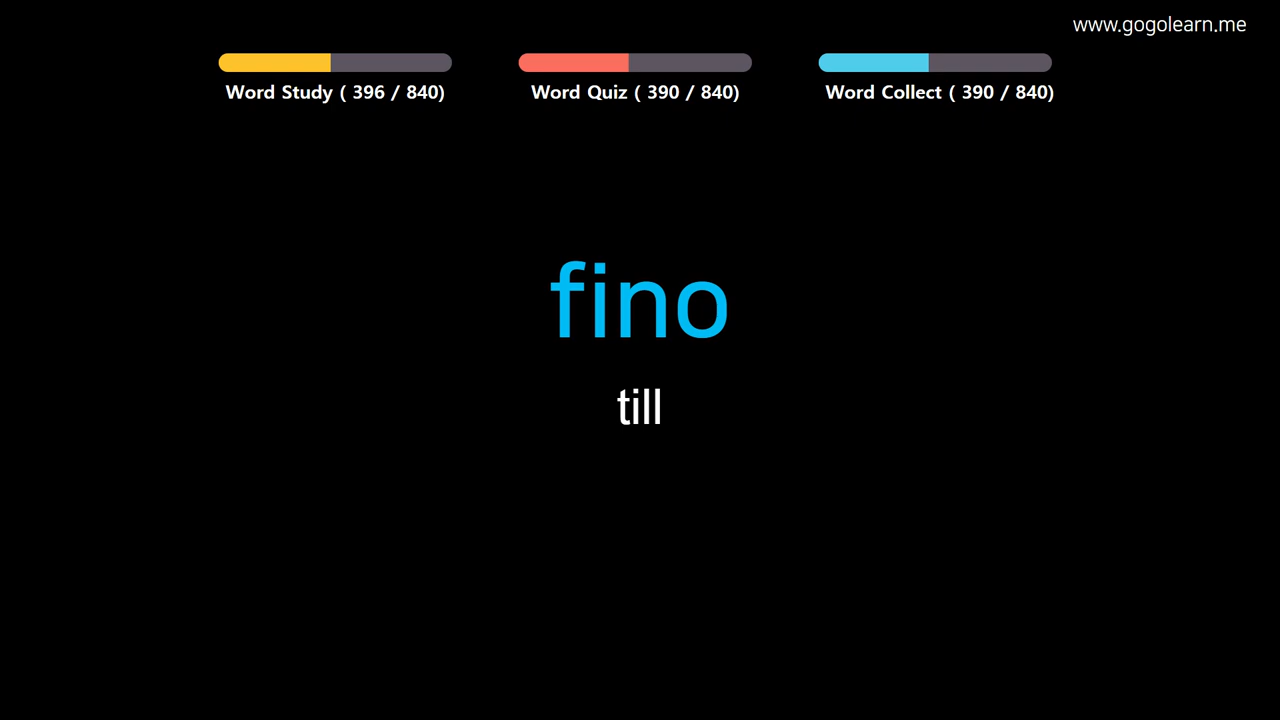 www.gogolearn.me
Word Study ( 396 / 840)
Word Quiz ( 390 / 840)
Word Collect ( 390 / 840)
fino
till